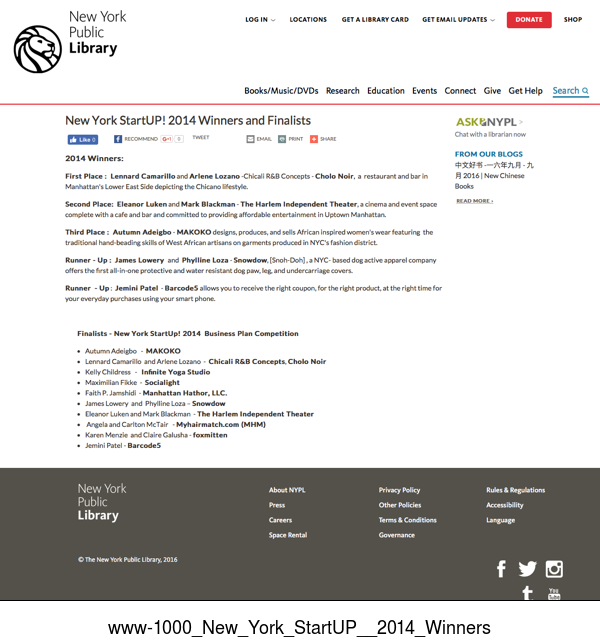 New York
Public
Library
LOG IN
LOCATIONS
GET A LIBRARY CARD
GET EMAIL UPDATES
DONATE
SHOP
Books/Music/DVDs Research Education Events Connect Give Get Help Search
New York StartUP! 2014 Winners and Finalists
Like 0
RECOMMEND
G+1 0
TWEET
EMAIL
PRINT
SHARE
2014 Winners:
First Place : Lennard Camarillo and Arlene Lozano -Chicali R&B Concepts - Cholo Noir, a restaurant and bar in
Manhattan's Lower East Side depicting the Chicano lifestyle.
Second Place: Eleanor Luken and Mark Blackman - The Harlem Independent Theater, a cinema and event space
complete with a cafe and bar and committed to providing affordable entertainment in Uptown Manhattan.
Third Place : Autumn Adeigbo - MAKOKO designs, produces, and sells African inspired women's wear featuring the
traditional hand-beading skills of West African artisans on garments produced in NYC's fashion district.
Runner - Up : James Lowery and Phylline Loza - Snowdow, [Snoh-Doh] , a NYC- based dog active apparel company
offers the first all-in-one protective and water resistant dog paw, leg, and undercarriage covers.
Runner - Up : Jemini Patel - Barcode5 allows you to receive the right coupon, for the right product, at the right time for
your everyday purchases using your smart phone.
Finalists - New York StartUp! 2014 Business Plan Competition
• Autumn Adeigbo - MAKOKO
• Lennard Camarillo and Arlene Lozano - Chicali R&B Concepts, Cholo Noir
• Kelly Childress - Infinite Yoga Studio
• Maximilian Fikke - Socialight
• Faith P. Jamshidi - Manhattan Hathor, LLC.
• James Lowery and Phylline Loza – Snowdow
• Eleanor Luken and Mark Blackman - The Harlem Independent Theater
• Angela and Carlton McTair - Myhairmatch.com (MHM)
• Karen Menzie and Claire Galusha - foxmitten
• Jemini Patel - Barcode5
ASK NYPL >
Chat with a librarian now
FROM OUR BLOGS
中文好书 -一六年九月 - 九
月 2016 | New Chinese
Books
READ MORE ›
New York
Public
Library
About NYPL
Press
Careers
Space Rental
Privacy Policy
Other Policies
Terms & Conditions
Governance
Rules & Regulations
Accessibility
Language
© The New York Public Library, 2016
You
www-1000_New_York_StartUP__2014_Winners